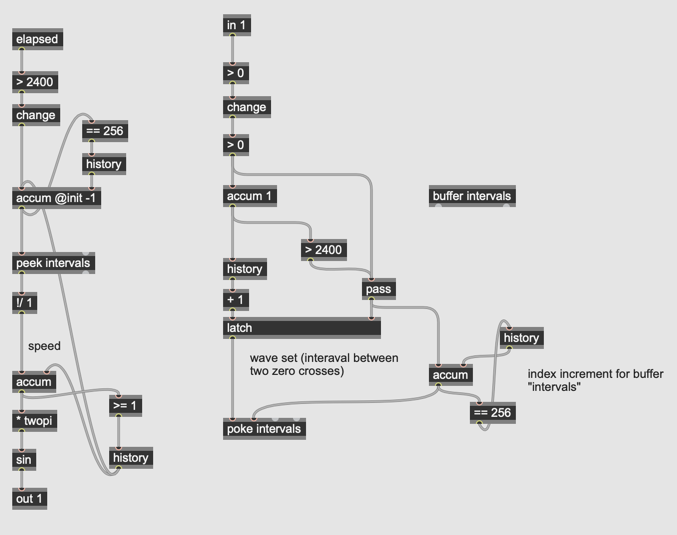 elapsed
> 2400
change
== 256
history
accum @init -1
peek intervals
!/ 1
speed
accum
>= 1
* twopi
history
sin
out 1
in 1
> 0
change
> 0
accum 1
> 2400
history
pass
+ 1
latch
wave set (interaval between
two zero crosses)
poke intervals
buffer intervals
history
accum
== 256
index increment for buffer
"intervals"